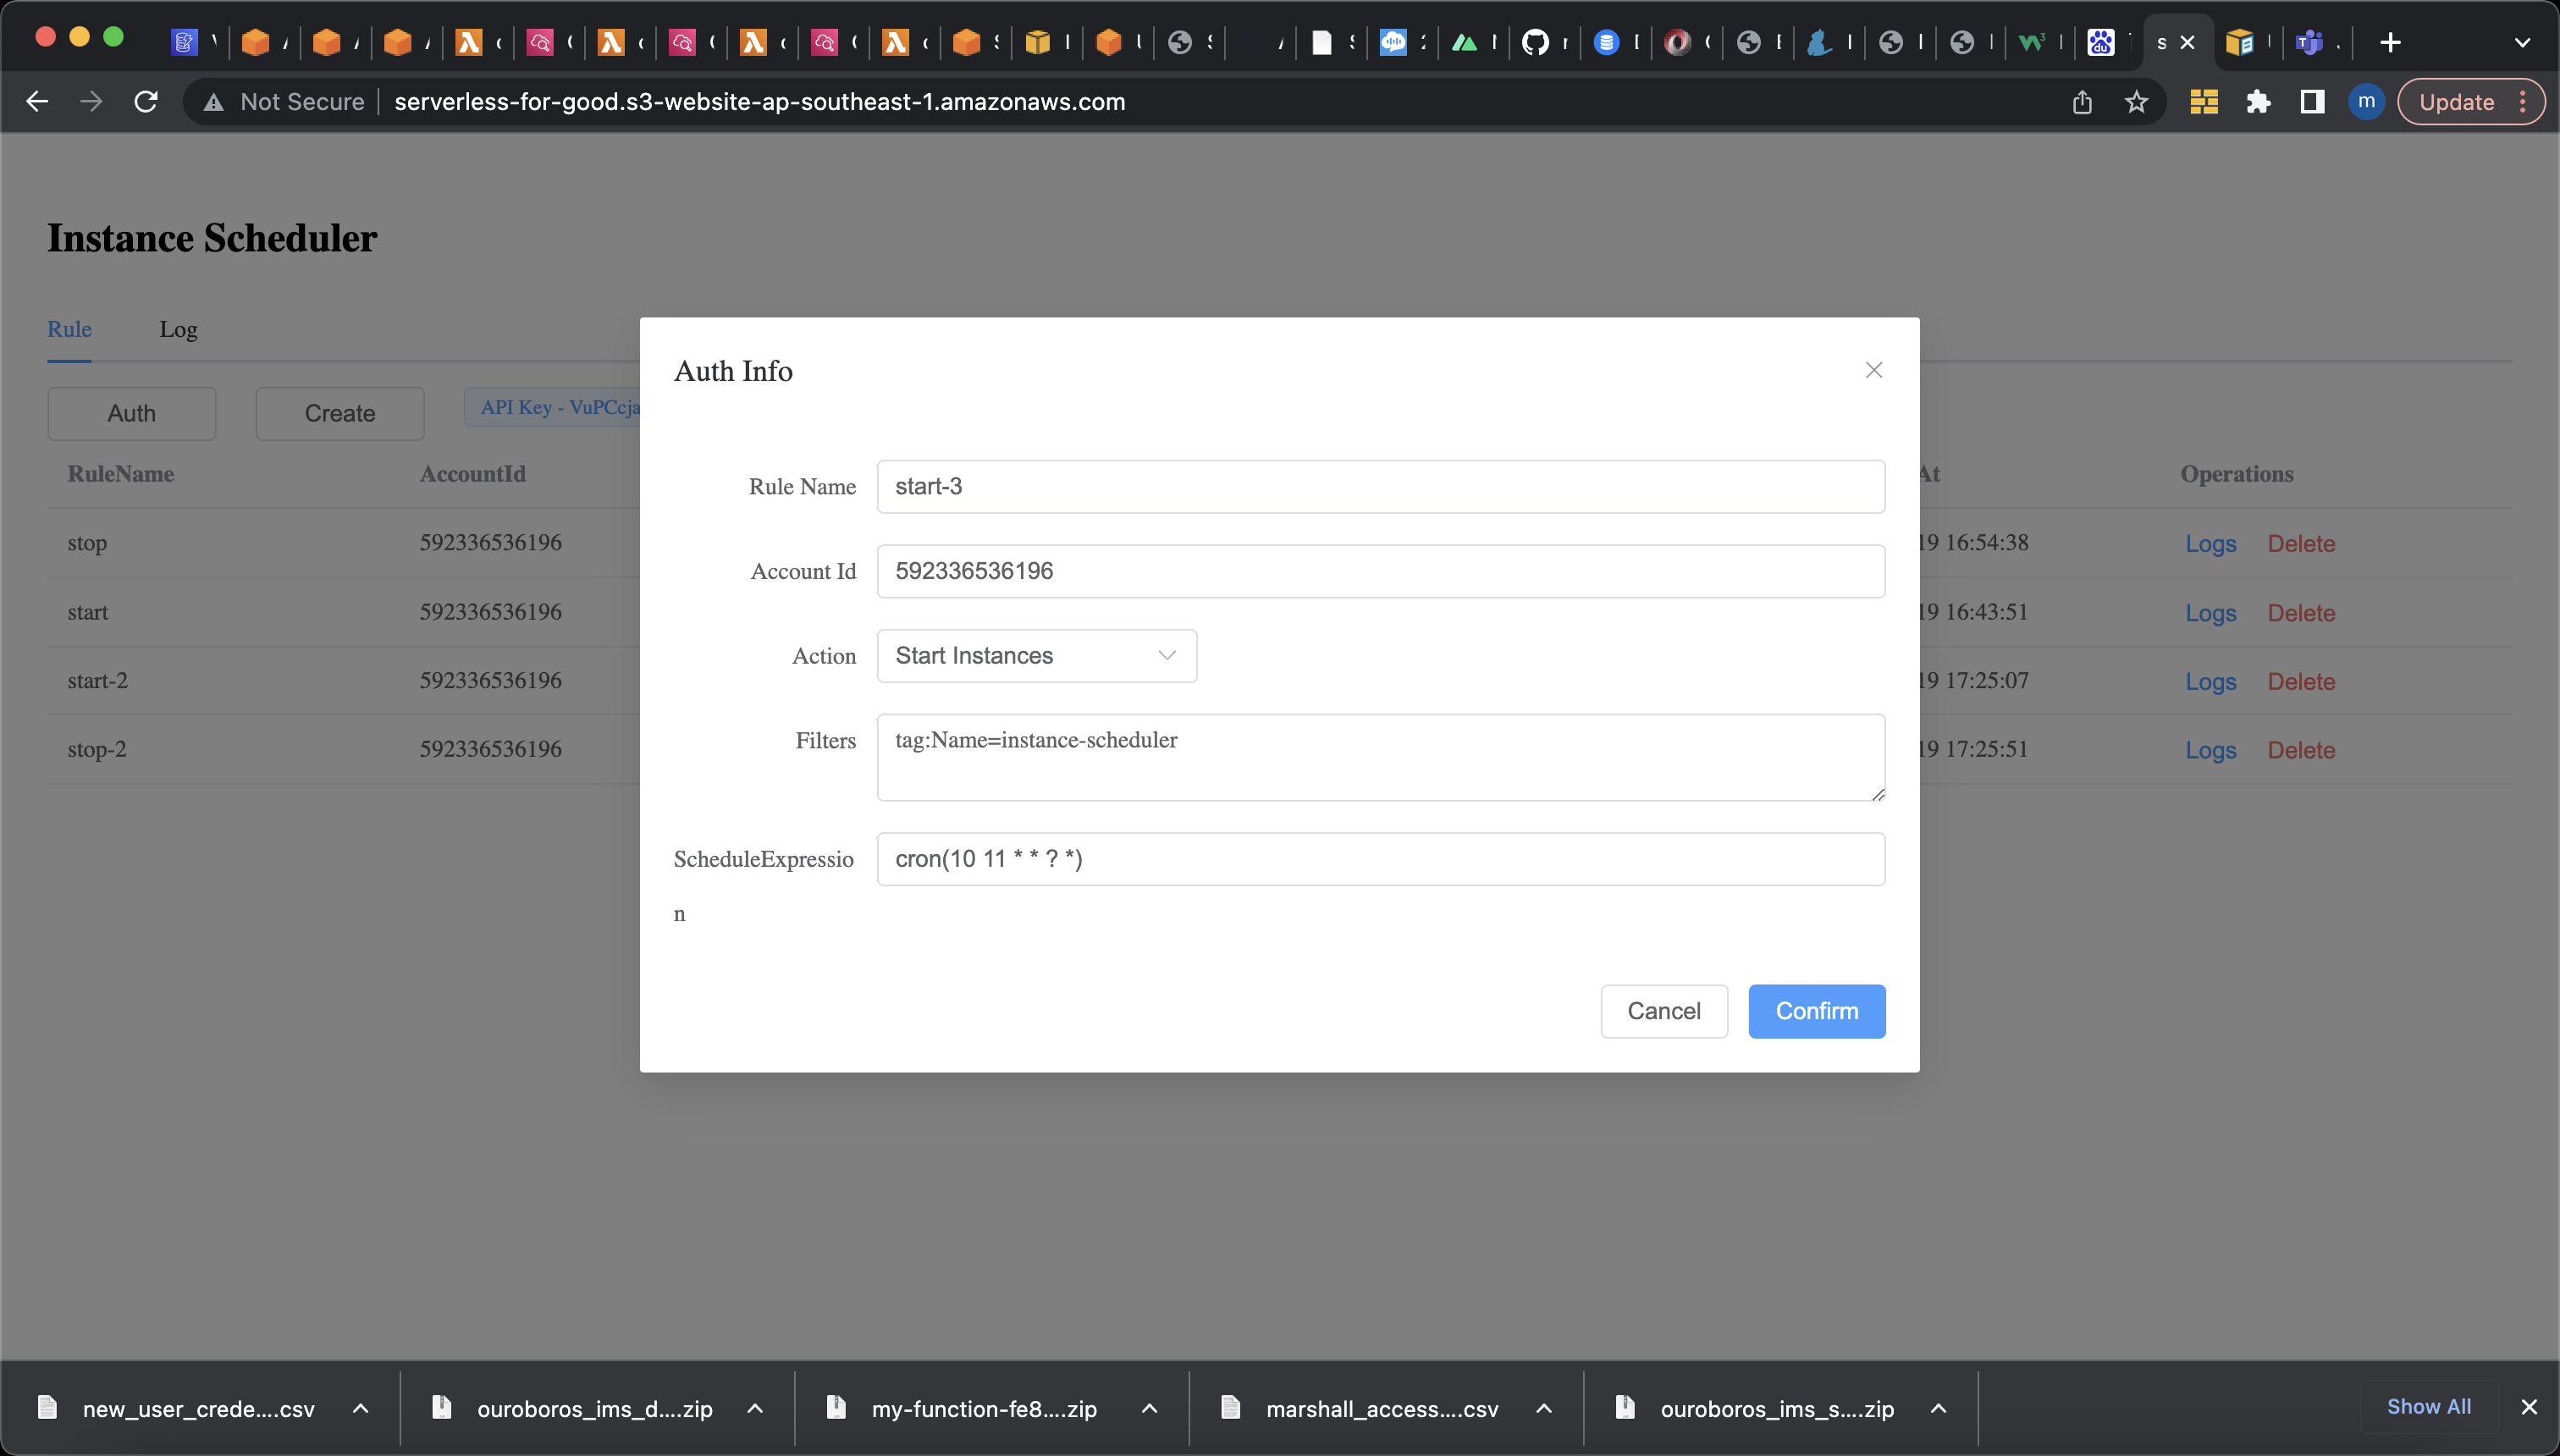 Not Secure serverless-for-good.s3-website-ap-southeast-1.amazonaws.com m Update
Instance Scheduler
Rule Log
Auth Create API Key - VuPCcja
RuleName AccountId At Operations
stop 592336536196 19 16:54:38 Logs Delete
start 592336536196 19 16:43:51 Logs Delete
start-2 592336536196 19 17:25:07 Logs Delete
stop-2 592336536196 19 17:25:51 Logs Delete
Auth Info
Rule Name start-3
Account Id 592336536196
Action Start Instances
Filters tag:Name=instance-scheduler
ScheduleExpressio cron(10 11 * * ? *)
n
Cancel Confirm
new_user_crede....csv ouroboros_ims_d....zip my-function-fe8....zip marshall_access....csv ouroboros_ims_s....zip Show All